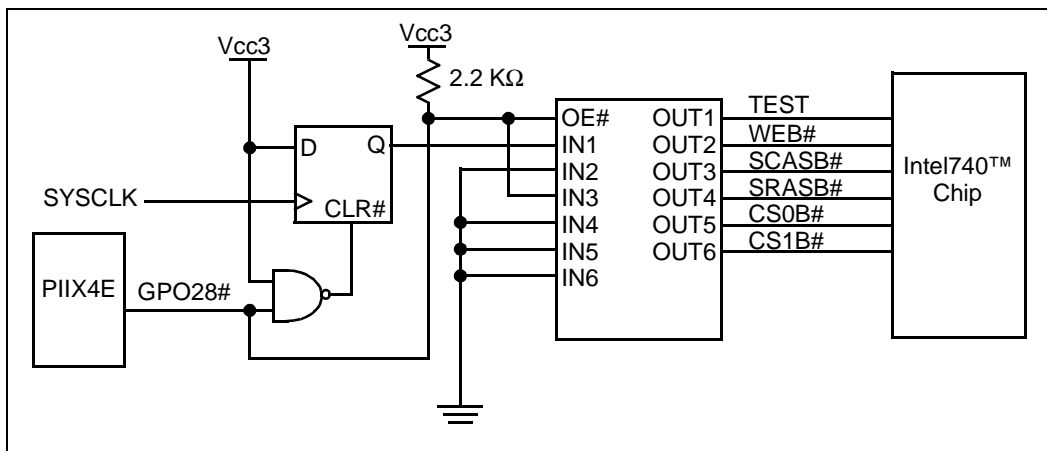 Vcc3
Vcc3
2.2 KΩ
D
Q
CLR#
SYSCLK
PIIX4E
GPO28#
OE#
IN1
IN2
IN3
IN4
IN5
IN6
OUT1
OUT2
OUT3
OUT4
OUT5
OUT6
TEST
WEB#
SCASB#
SRASB#
CS0B#
CS1B#
Intel740™
Chip